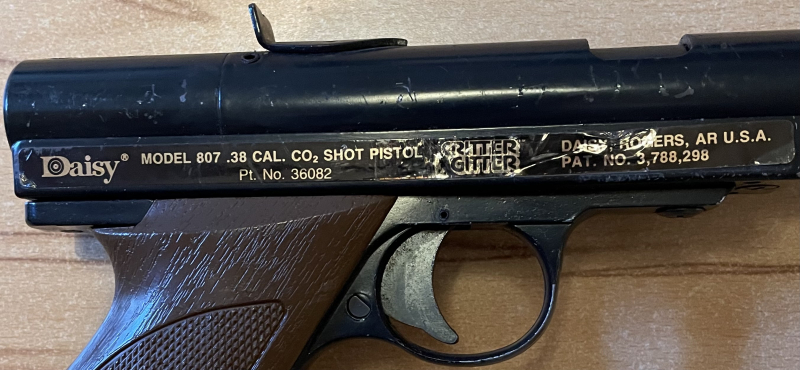 Daisy® MODEL 807 .38 CAL. CO₂ SHOT PISTOL
Pt. No. 36082
CRITTER
GITTER
DAISY, ROGERS, AR U.S.A.
PAT. NO. 3,788,298